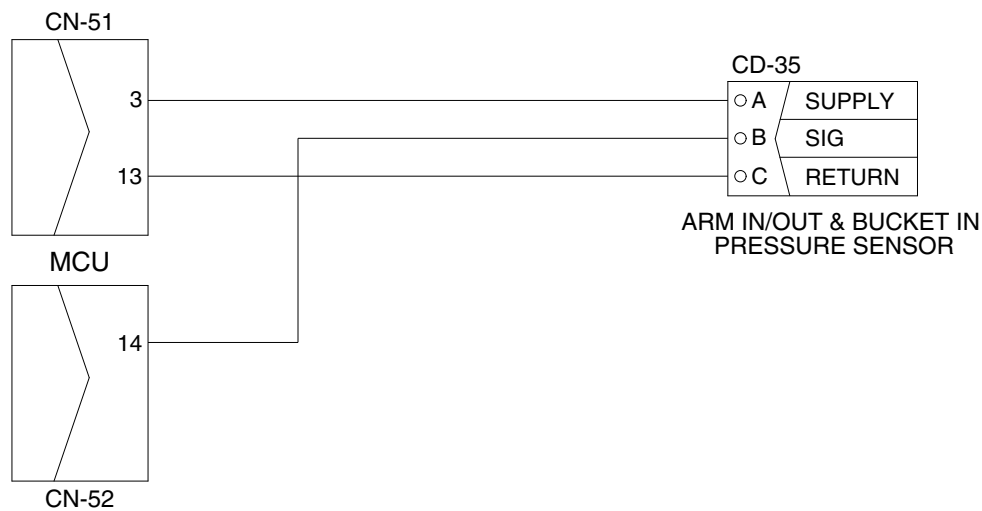 CN-51
3
13
MCU
14
CN-52
CD-35
A SUPPLY
B SIG
C RETURN
ARM IN/OUT & BUCKET IN
PRESSURE SENSOR